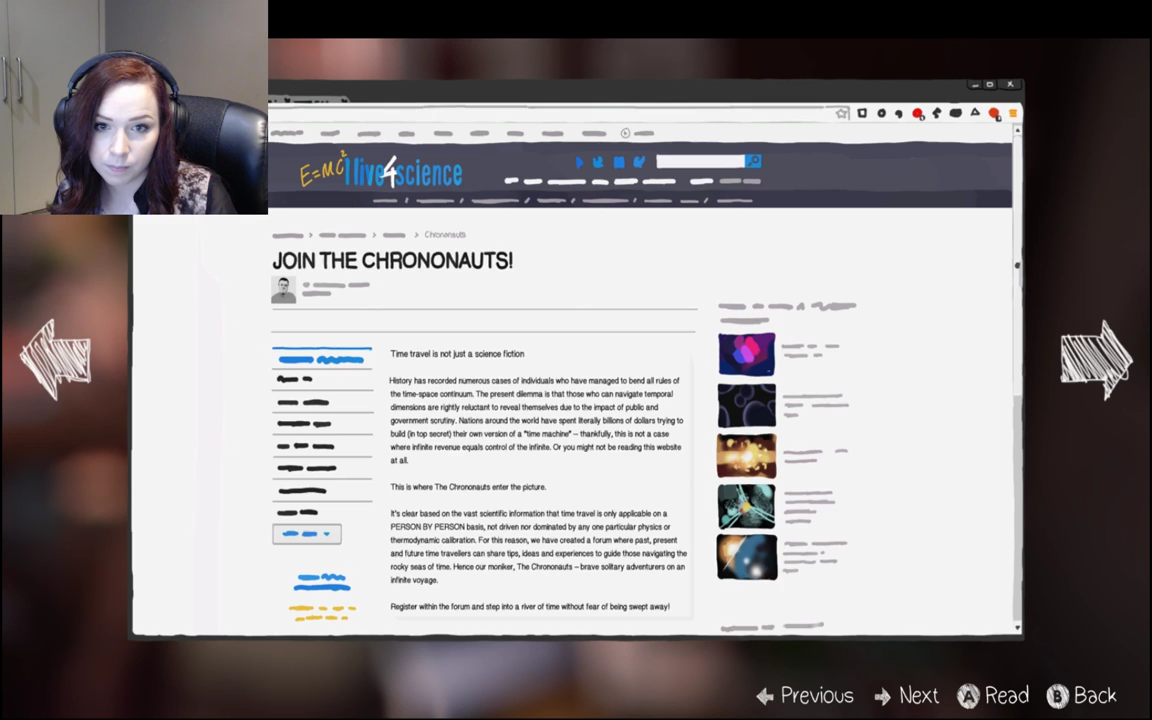 E=MC²
live4science
Chrononauts
JOIN THE CHRONONAUTS!
Time travel is not just a science fiction
History has recorded numerous cases of individuals who have managed to bend all rules of
the time-space continuum. The present dilemma is that those who can navigate temporal
dimensions are rightly reluctant to reveal themselves due to the impact of public and
government scrutiny. Nations around the world have spent literally billions of dollars trying to
build (in top secret) their own version of a "time machine" – thankfully, this is not a case
where infinite revenue equals control of the infinite. Or you might not be reading this website
at all.
This is where The Chrononauts enter the picture.
It's clear based on the vast scientific information that time travel is only applicable on a
PERSON BY PERSON basis, not driven nor dominated by any one particular physics or
thermodynamic calibration. For this reason, we have created a forum where past, present
and future time travellers can share tips, ideas and experiences to guide those navigating the
rocky seas of time. Hence our moniker, The Chrononauts – brave solitary adventurers on an
infinite voyage.
Register within the forum and step into a river of time without fear of being swept away!
Previous Next A Read B Back